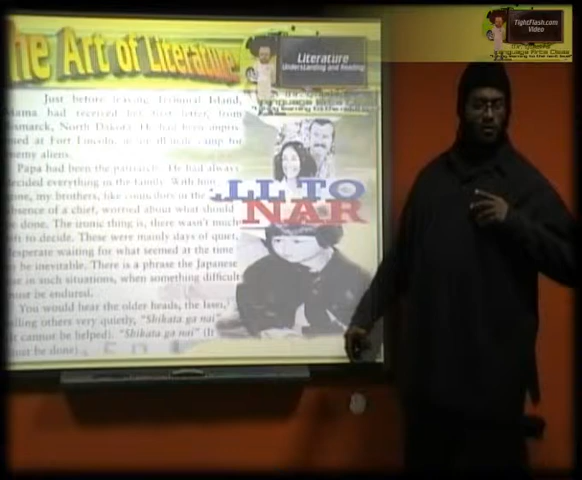 TightFlash.com
Video
Language Arts Class
The Art of Literature
Literature
Understanding and Reading
Just before leaving Terminal Island,
Mama had received her first letter, from
Bismarck, North Dakota. He had been
at Fort Lincoln, camp for
enemy aliens.
Papa had been the patriarch. He had always
decided everything in the family. With him
one, my brothers, like councilors in the
absence of a chief, worried about what should
be done. The ironic thing is, there wasn't much
left to decide. These were mainly days of quiet,
desperate waiting for what seemed at the time
to be inevitable. There is a phrase the Japanese
use in such situations, when something difficult
must be endured.
You would hear the older heads, the Issei,
telling others very quietly, "Shikata ga nai"
(It cannot be helped). "Shikata ga nai" (It
must be done).
LL TO
NAR